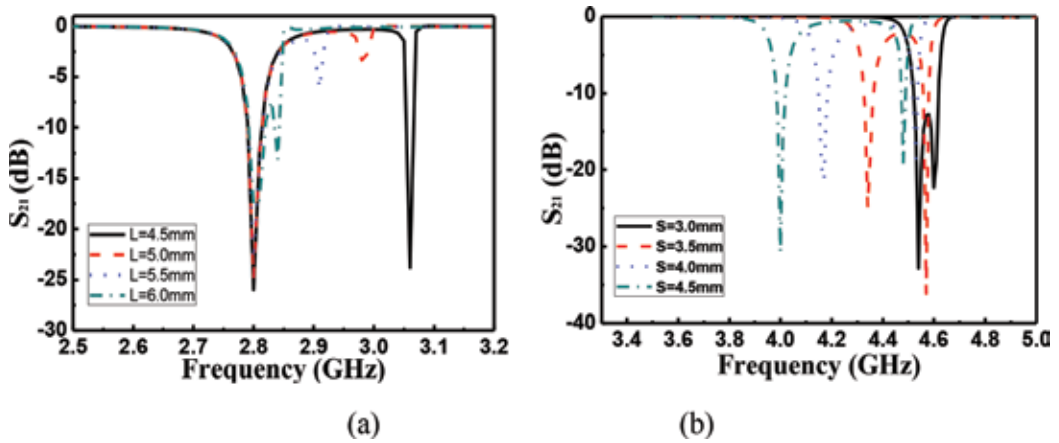 0
-5
-10
-15
-20
-25
-30
S21 (dB)
L=4.5mm
L=5.0mm
L=5.5mm
L=6.0mm
2.5 2.6 2.7 2.8 2.9 3.0 3.1 3.2
Frequency (GHz)
(a)
0
-10
-20
-30
-40
S21 (dB)
S=3.0mm
S=3.5mm
S=4.0mm
S=4.5mm
3.4 3.6 3.8 4.0 4.2 4.4 4.6 4.8 5.0
Frequency (GHz)
(b)